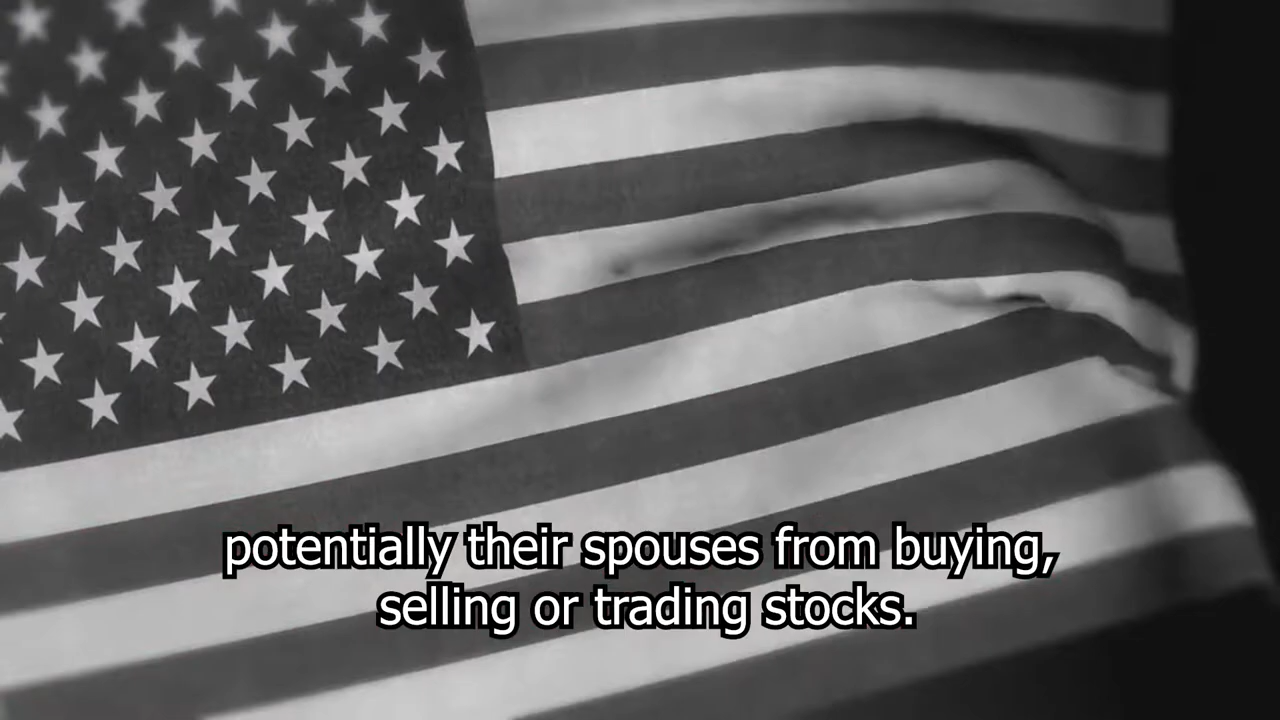 potentially their spouses from buying,
selling or trading stocks.